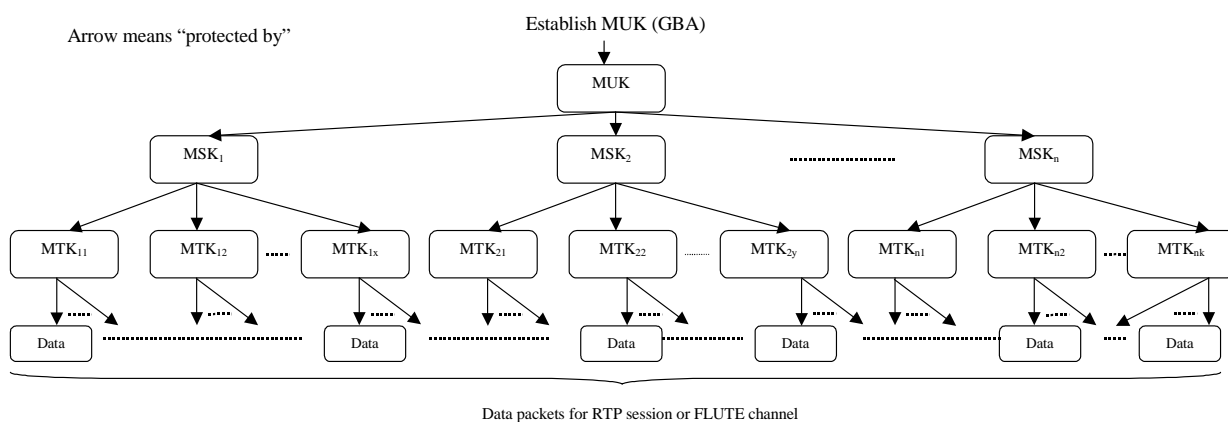 Establish MUK (GBA)
Arrow means “protected by”
MUK
MSK₁ MSK₂ MSKₙ
MTK₁₁ MTK₁₂ MTK₁ₓ MTK₂₁ MTK₂₂ MTK₂ᵧ MTKₙ₁ MTKₙ₂ MTKₙₖ
Data Data Data Data Data Data
Data packets for RTP session or FLUTE channel